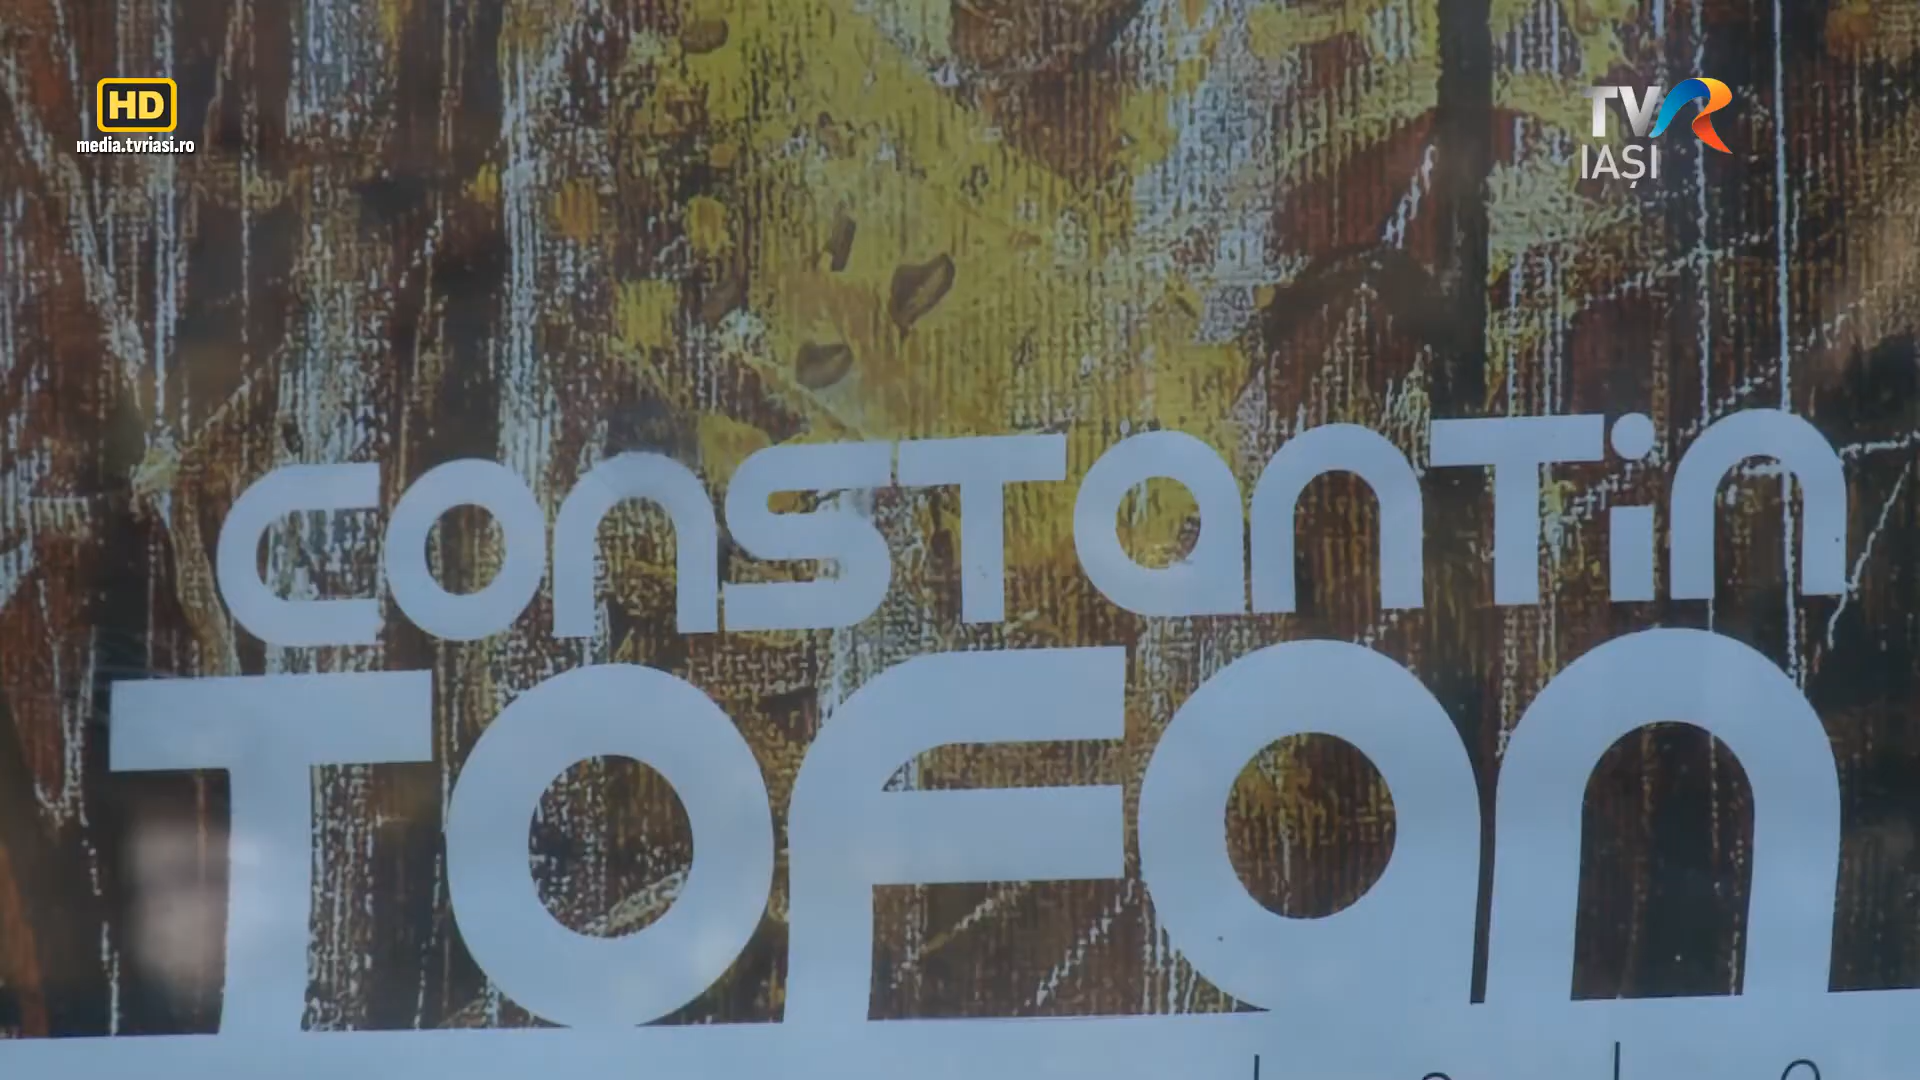 HD
media.tvriasi.ro
TVR
IAȘI
CONSTANTIN
TOFAN